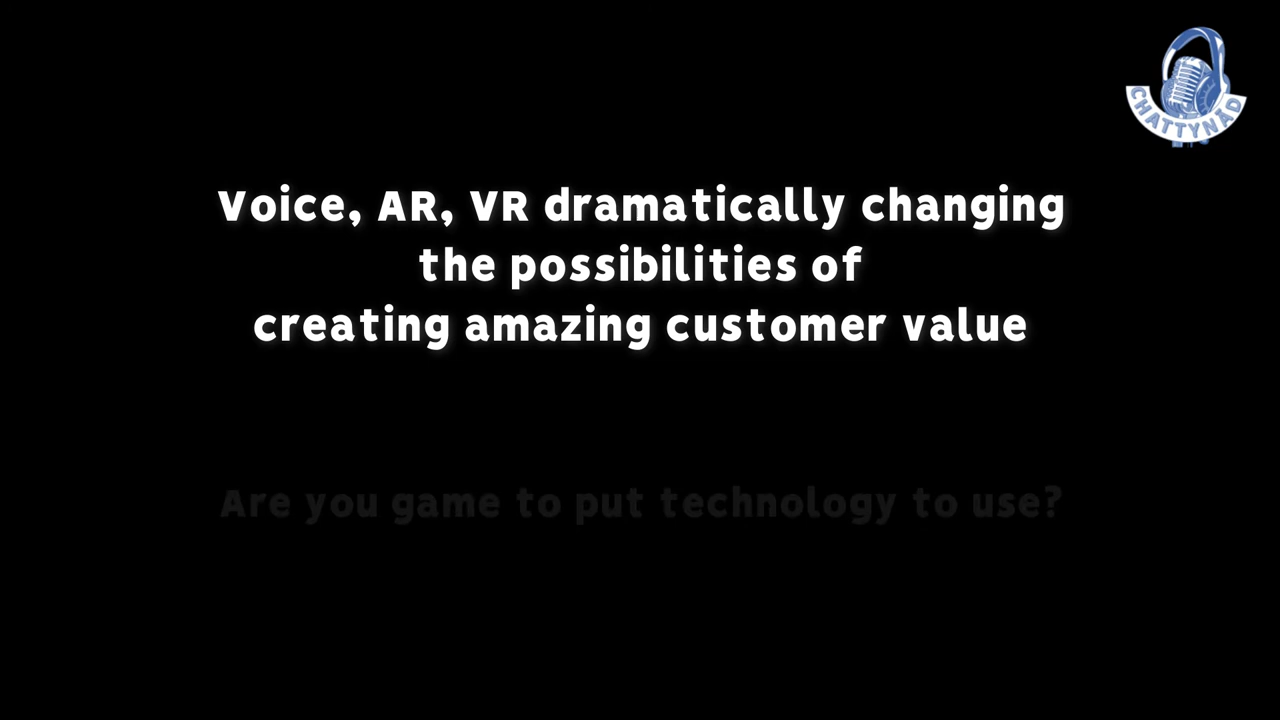 CHATTYNÅD
Voice, AR, VR dramatically changing
the possibilities of
creating amazing customer value
Are you game to put technology to use?